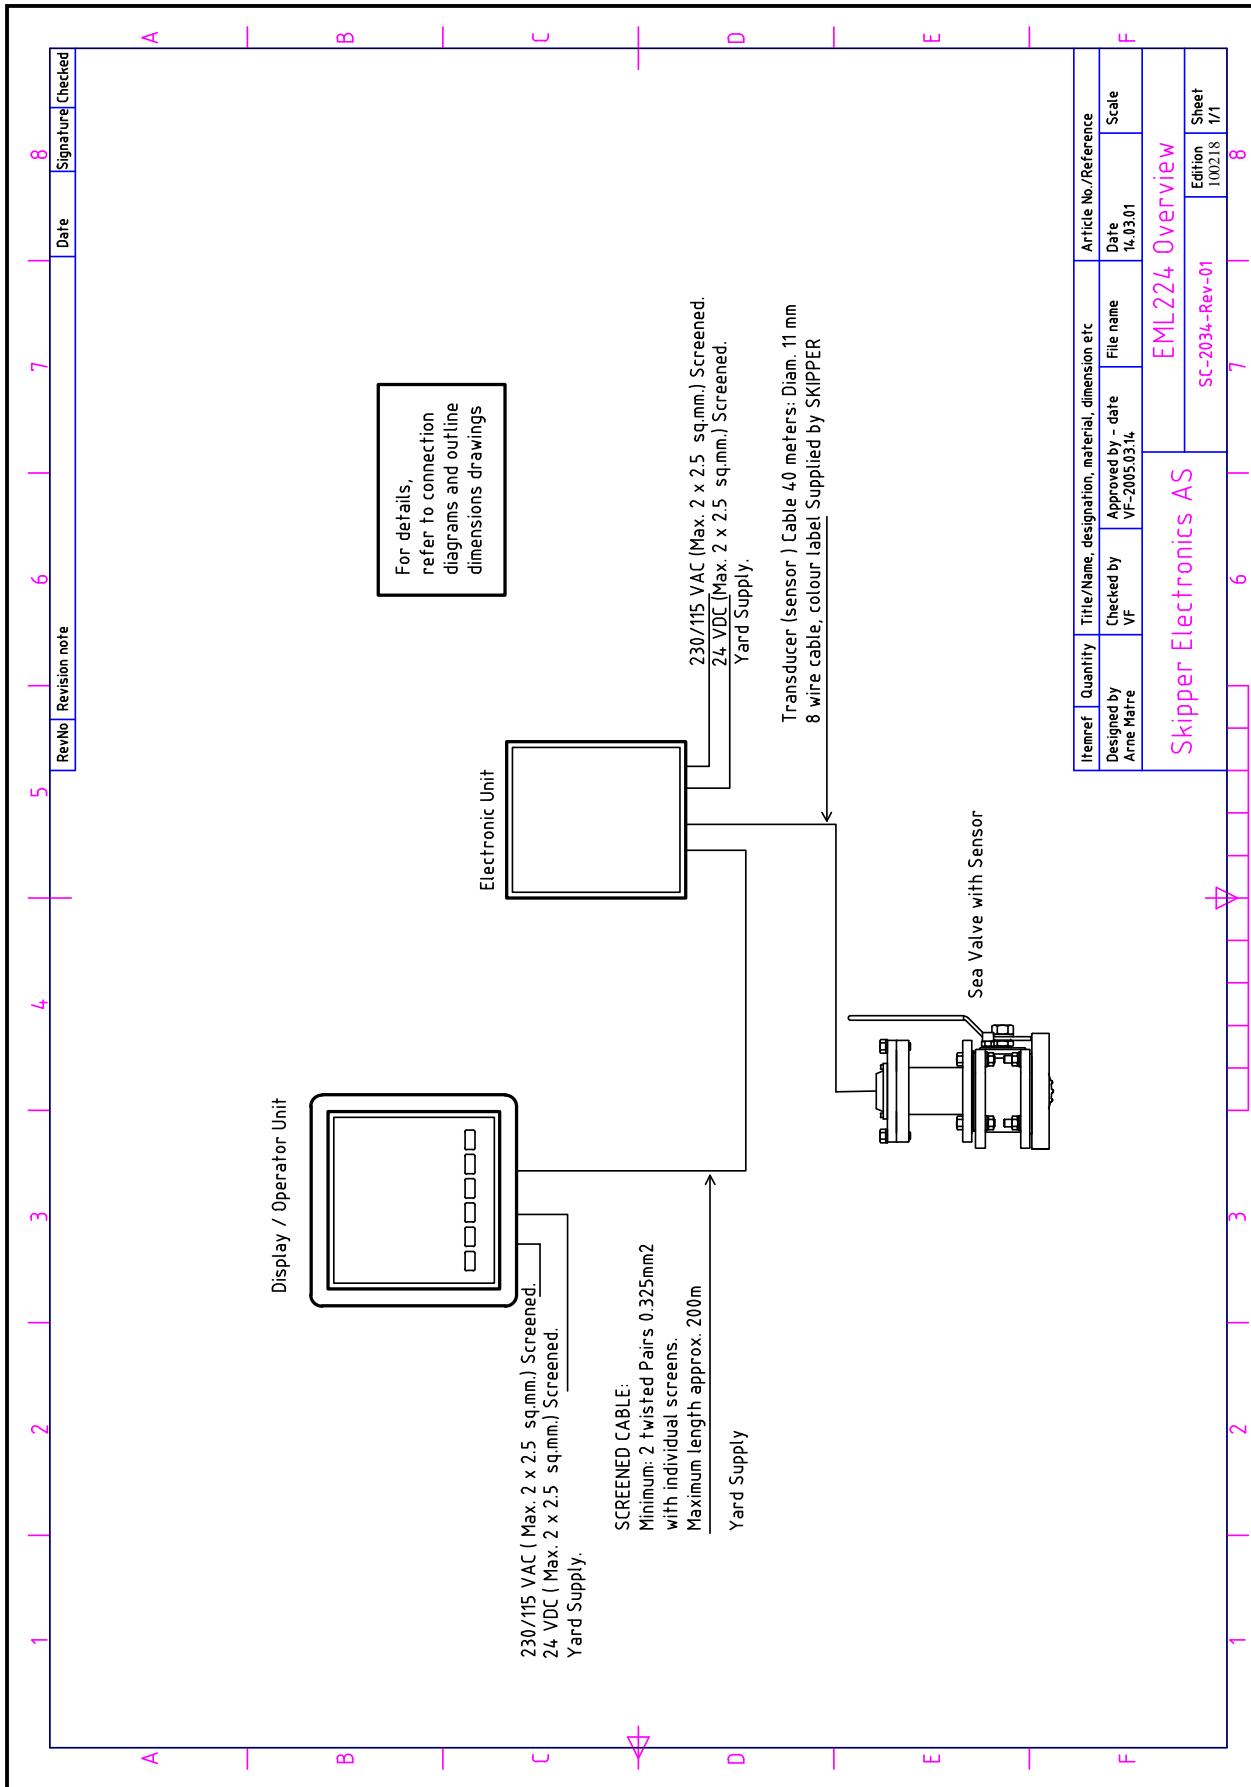 1
2
3
4
5
6
7
8
A
B
C
D
E
F
RevNo
Revision note
Date
Signature
Checked
Display / Operator Unit
230/115 VAC ( Max. 2 x 2.5 sq.mm.) Screened.
24 VDC ( Max. 2 x 2.5 sq.mm.) Screened.
Yard Supply.
SCREENED CABLE:
Minimum: 2 twisted Pairs 0.325mm2
with individual screens.
Maximum length approx. 200m
Yard Supply
Electronic Unit
For details,
refer to connection
diagrams and outline
dimensions drawings
230/115 VAC (Max. 2 x 2.5 sq.mm.) Screened.
24 VDC (Max. 2 x 2.5 sq.mm.) Screened.
Yard Supply.
Transducer (sensor ) Cable 40 meters: Diam. 11 mm
8 wire cable, colour label Supplied by SKIPPER
Sea Valve with Sensor
Itemref
Quantity
Title/Name, designation, material, dimension etc
Article No./Reference
Designed by
Arne Matre
Checked by
VF
Approved by - date
VF-2005.03.14
File name
Date
14.03.01
Scale
Skipper Electronics AS
EML224 Overview
SC-2034-Rev-01
Edition
100218
Sheet
1/1
A
B
C
D
E
F
1
2
3
4
5
6
7
8